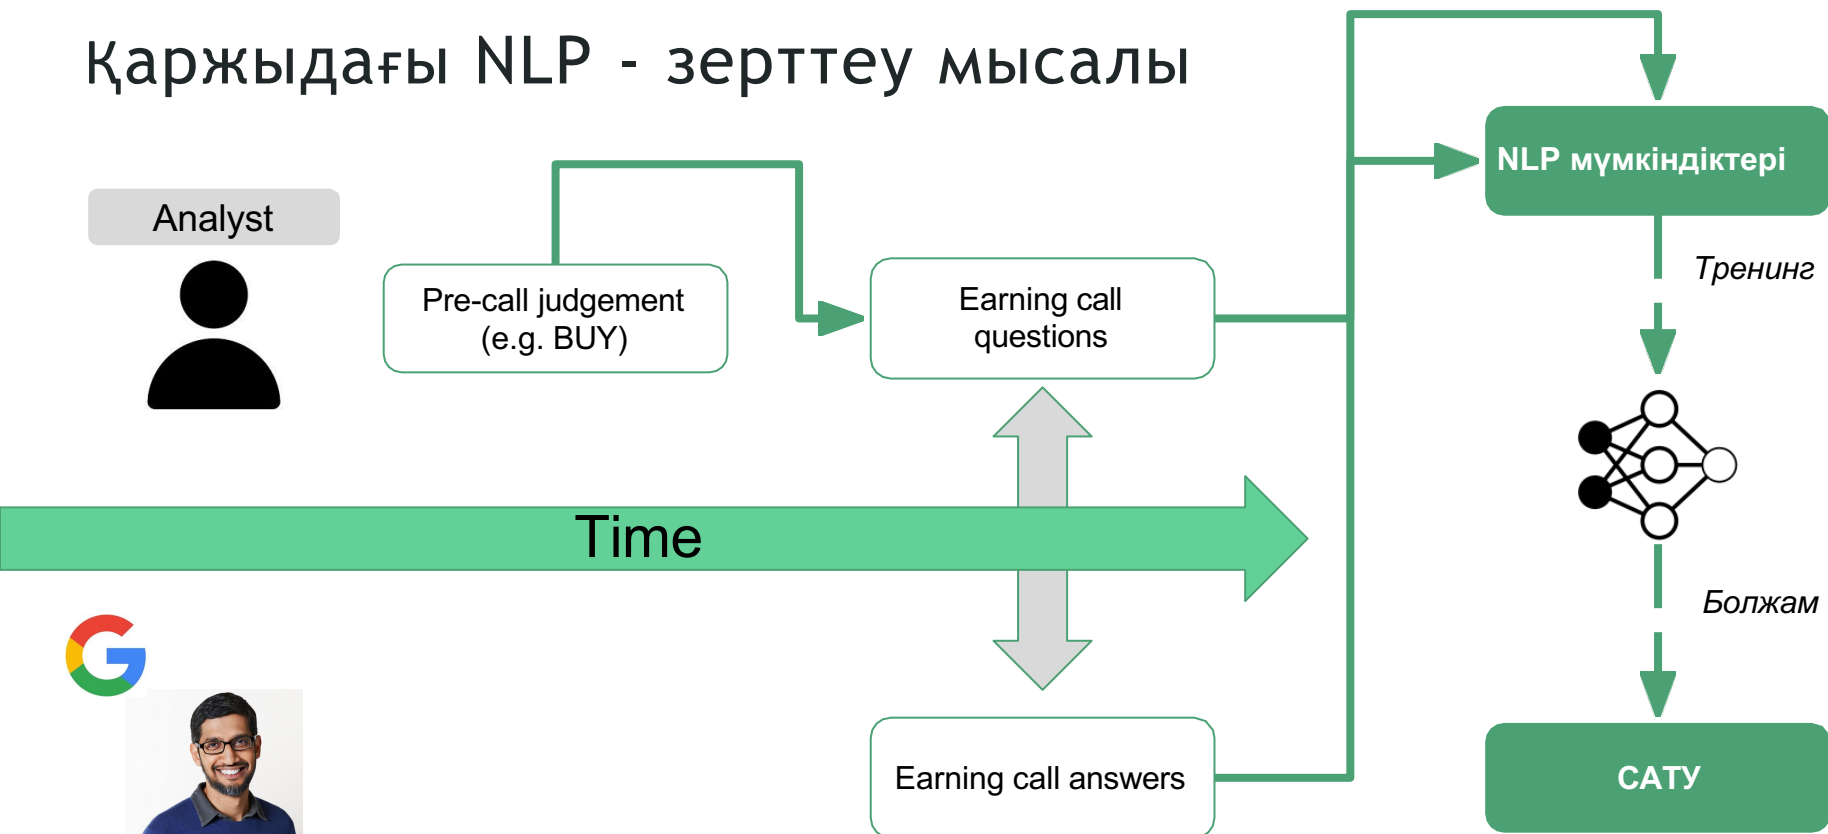 Қаржыдағы NLP - зерттеу мысалы
NLP мүмкіндіктері
Analyst
Тренинг
Pre-call judgement
(e.g. BUY)
Earning call
questions
Time
Болжам
Earning call answers
САТУ